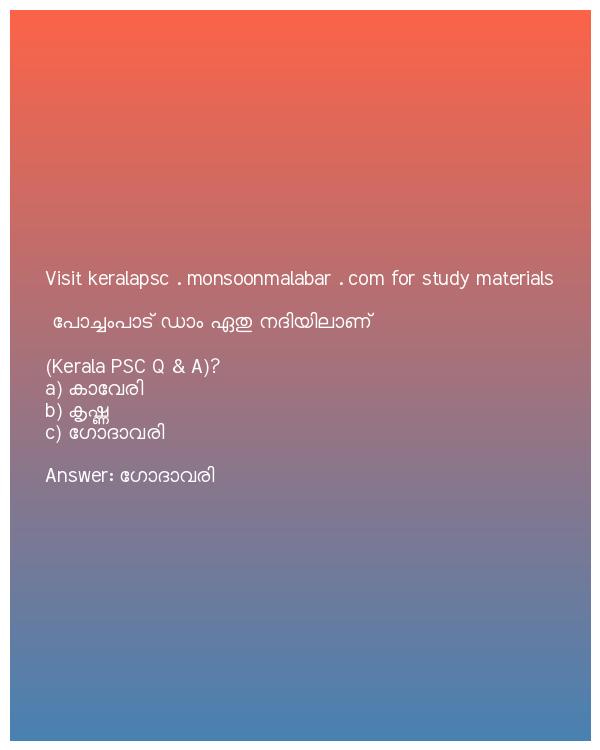 Visit keralapsc . monsoonmalabar . com for study materials
പോച്ചംപാട് ഡാം ഏതു നദിയിലാണ്
(Kerala PSC Q & A)?
a) കാവേരി
b) കൃഷ്ണ
c) ഗോദാവരി
Answer: ഗോദാവരി